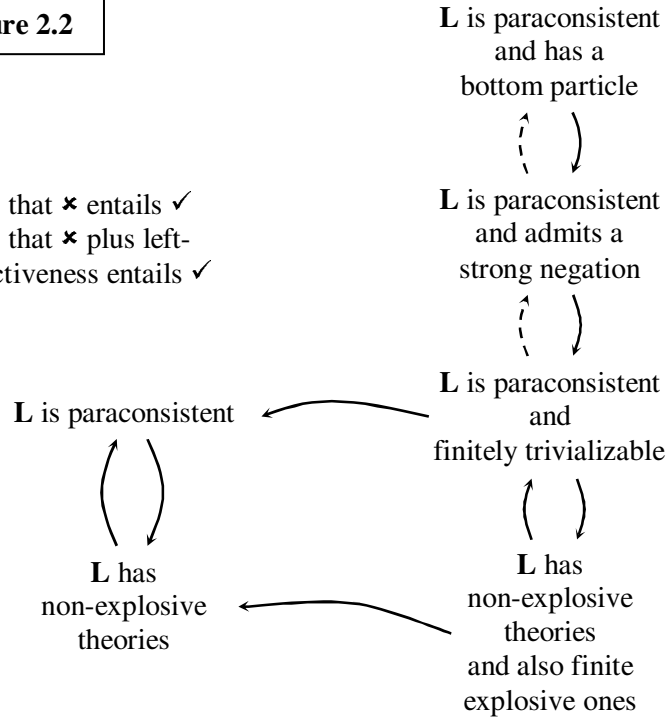 ure 2.2
L is paraconsistent
and has a
bottom particle
that ✖ entails ✓
that ✖ plus left-
ctiveness entails ✓
L is paraconsistent
and admits a
strong negation
L is paraconsistent
L is paraconsistent
and
finitely trivializable
L has
non-explosive
theories
L has
non-explosive
theories
and also finite
explosive ones